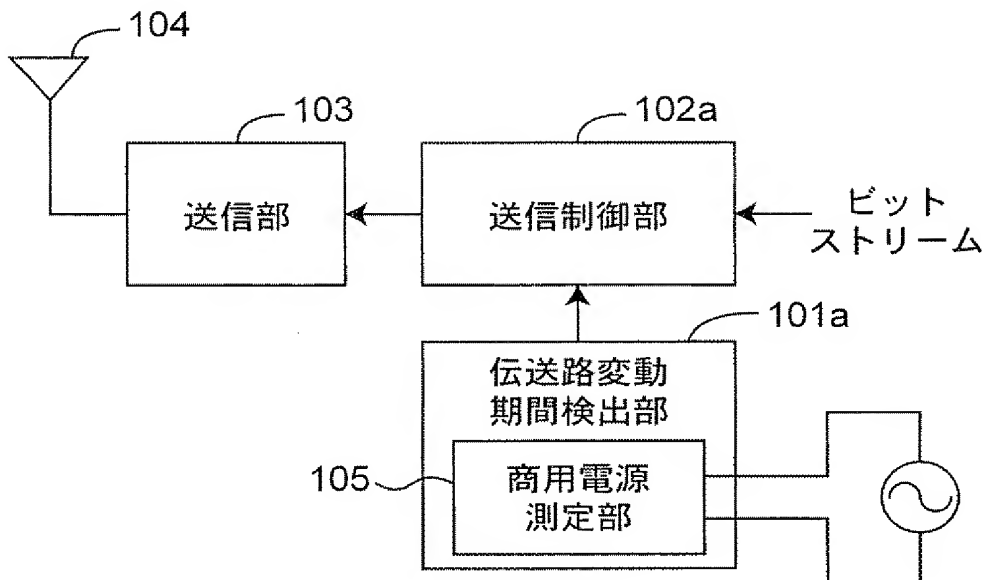 104
103
102a
送信部
送信制御部
ビット
ストリーム
101a
伝送路変動
期間検出部
105
商用電源
測定部